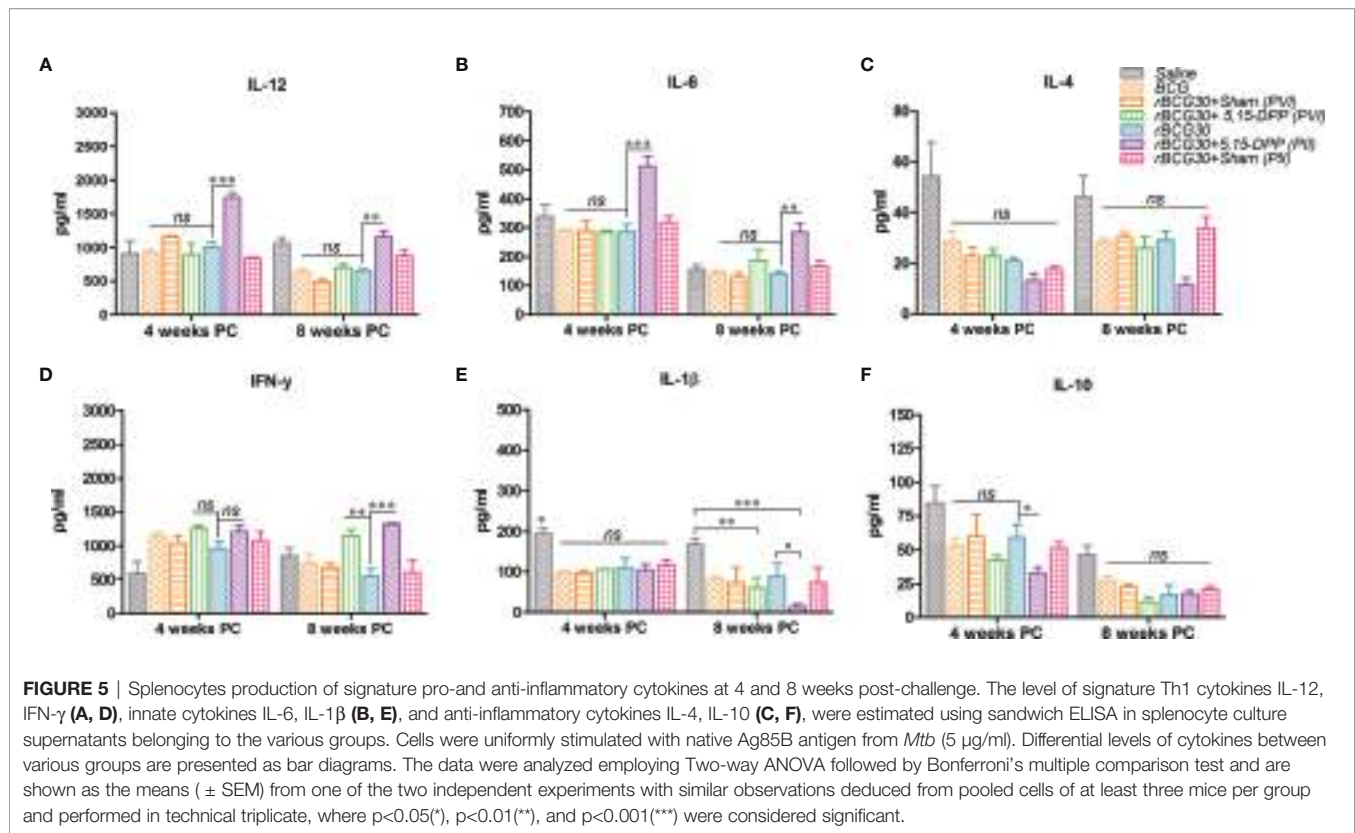 A
IL-12
pg/ml
3000
2500
2000
1500
1000
500
0
ns
***
ns
**
4 weeks PC
8 weeks PC
B
IL-6
pg/ml
700
600
500
400
300
200
100
0
ns
***
ns
**
4 weeks PC
8 weeks PC
C
IL-4
pg/ml
80
60
40
20
0
ns
ns
4 weeks PC
8 weeks PC
Saline
BCG
rBCG30+Sham (PVI)
rBCG30+ 5,15-DPP (PVI)
rBCG30
rBCG30+5,15-DPP (PII)
rBCG30+Sham (PII)
D
IFN-γ
pg/ml
3000
2500
2000
1500
1000
500
0
ns
ns
**
***
4 weeks PC
8 weeks PC
E
IL-1β
pg/ml
500
400
300
200
100
0
*
ns
***
**
*
4 weeks PC
8 weeks PC
F
IL-10
pg/ml
150
125
100
75
50
25
0
ns
*
ns
4 weeks PC
8 weeks PC
FIGURE 5 | Splenocytes production of signature pro-and anti-inflammatory cytokines at 4 and 8 weeks post-challenge. The level of signature Th1 cytokines IL-12,
IFN-γ (A, D), innate cytokines IL-6, IL-1β (B, E), and anti-inflammatory cytokines IL-4, IL-10 (C, F), were estimated using sandwich ELISA in splenocyte culture
supernatants belonging to the various groups. Cells were uniformly stimulated with native Ag85B antigen from Mtb (5 µg/ml). Differential levels of cytokines between
various groups are presented as bar diagrams. The data were analyzed employing Two-way ANOVA followed by Bonferroni's multiple comparison test and are
shown as the means ( ± SEM) from one of the two independent experiments with similar observations deduced from pooled cells of at least three mice per group
and performed in technical triplicate, where p<0.05(*), p<0.01(**), and p<0.001(***) were considered significant.